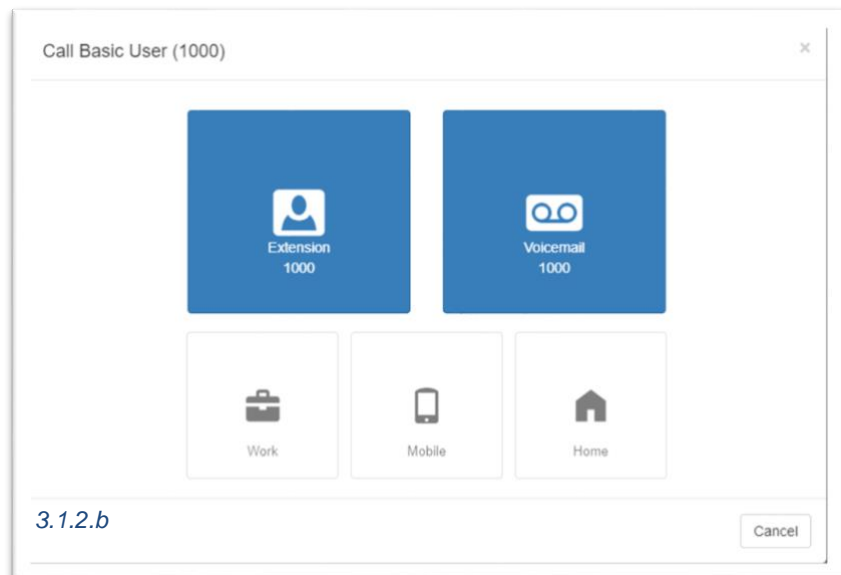 Call Basic User (1000)
×
Extension
1000
Voicemail
1000
Work
Mobile
Home
3.1.2.b
Cancel